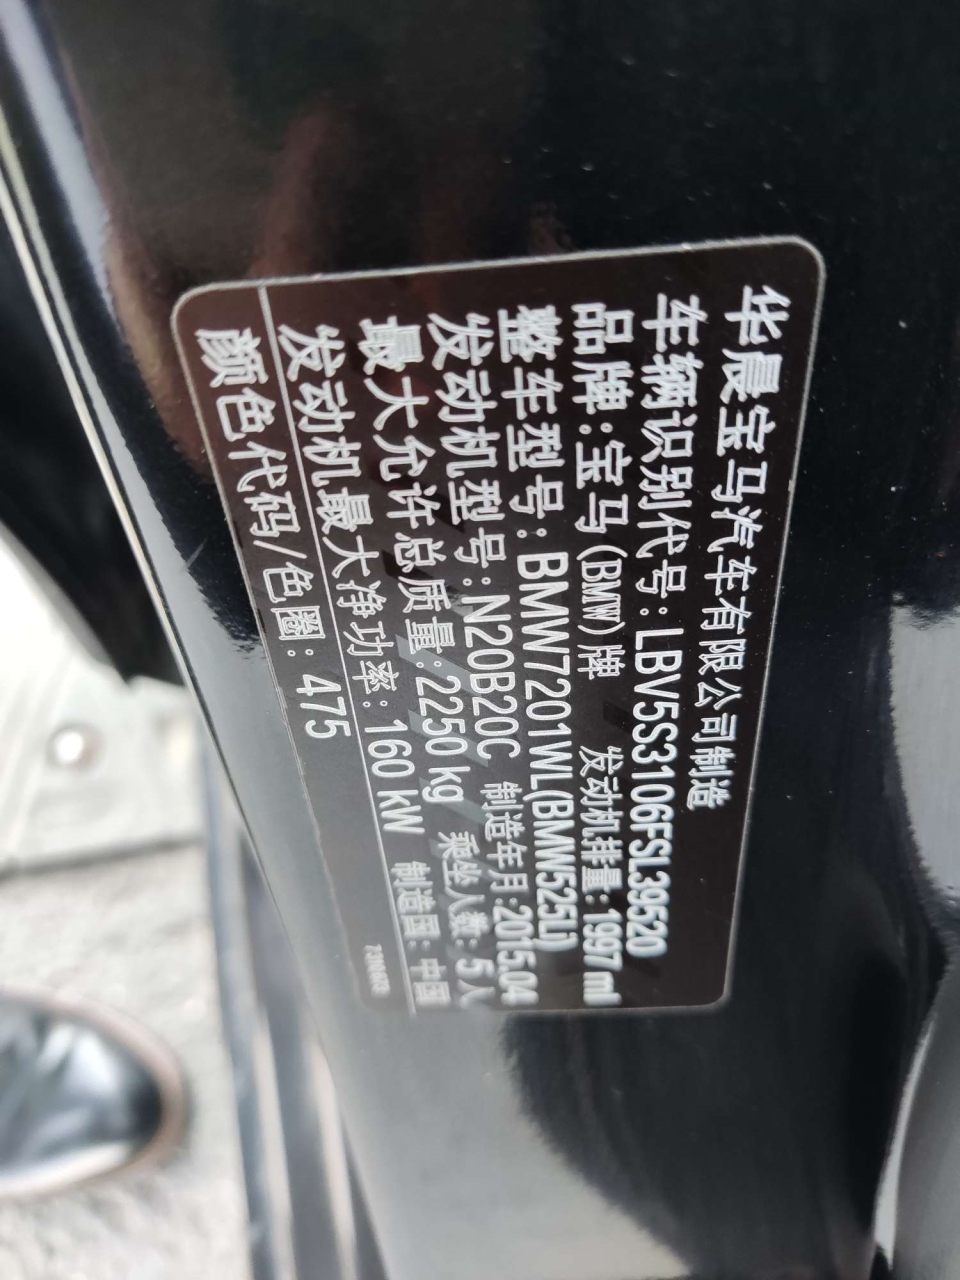 华晨宝马汽车有限公司制造
车辆识别代号:LBV5S3106FSL39520
品牌:宝马(BMW)牌 发动机排量:1997 ml
整车型号:BMW7201WL(BMW525Li)
发动机型号:N20B20C 制造年月:2015.04
最大允许总质量:2250 kg 乘坐人数:5人
发动机最大净功率:160 kW 制造国:中国
颜色代码/色圈:475